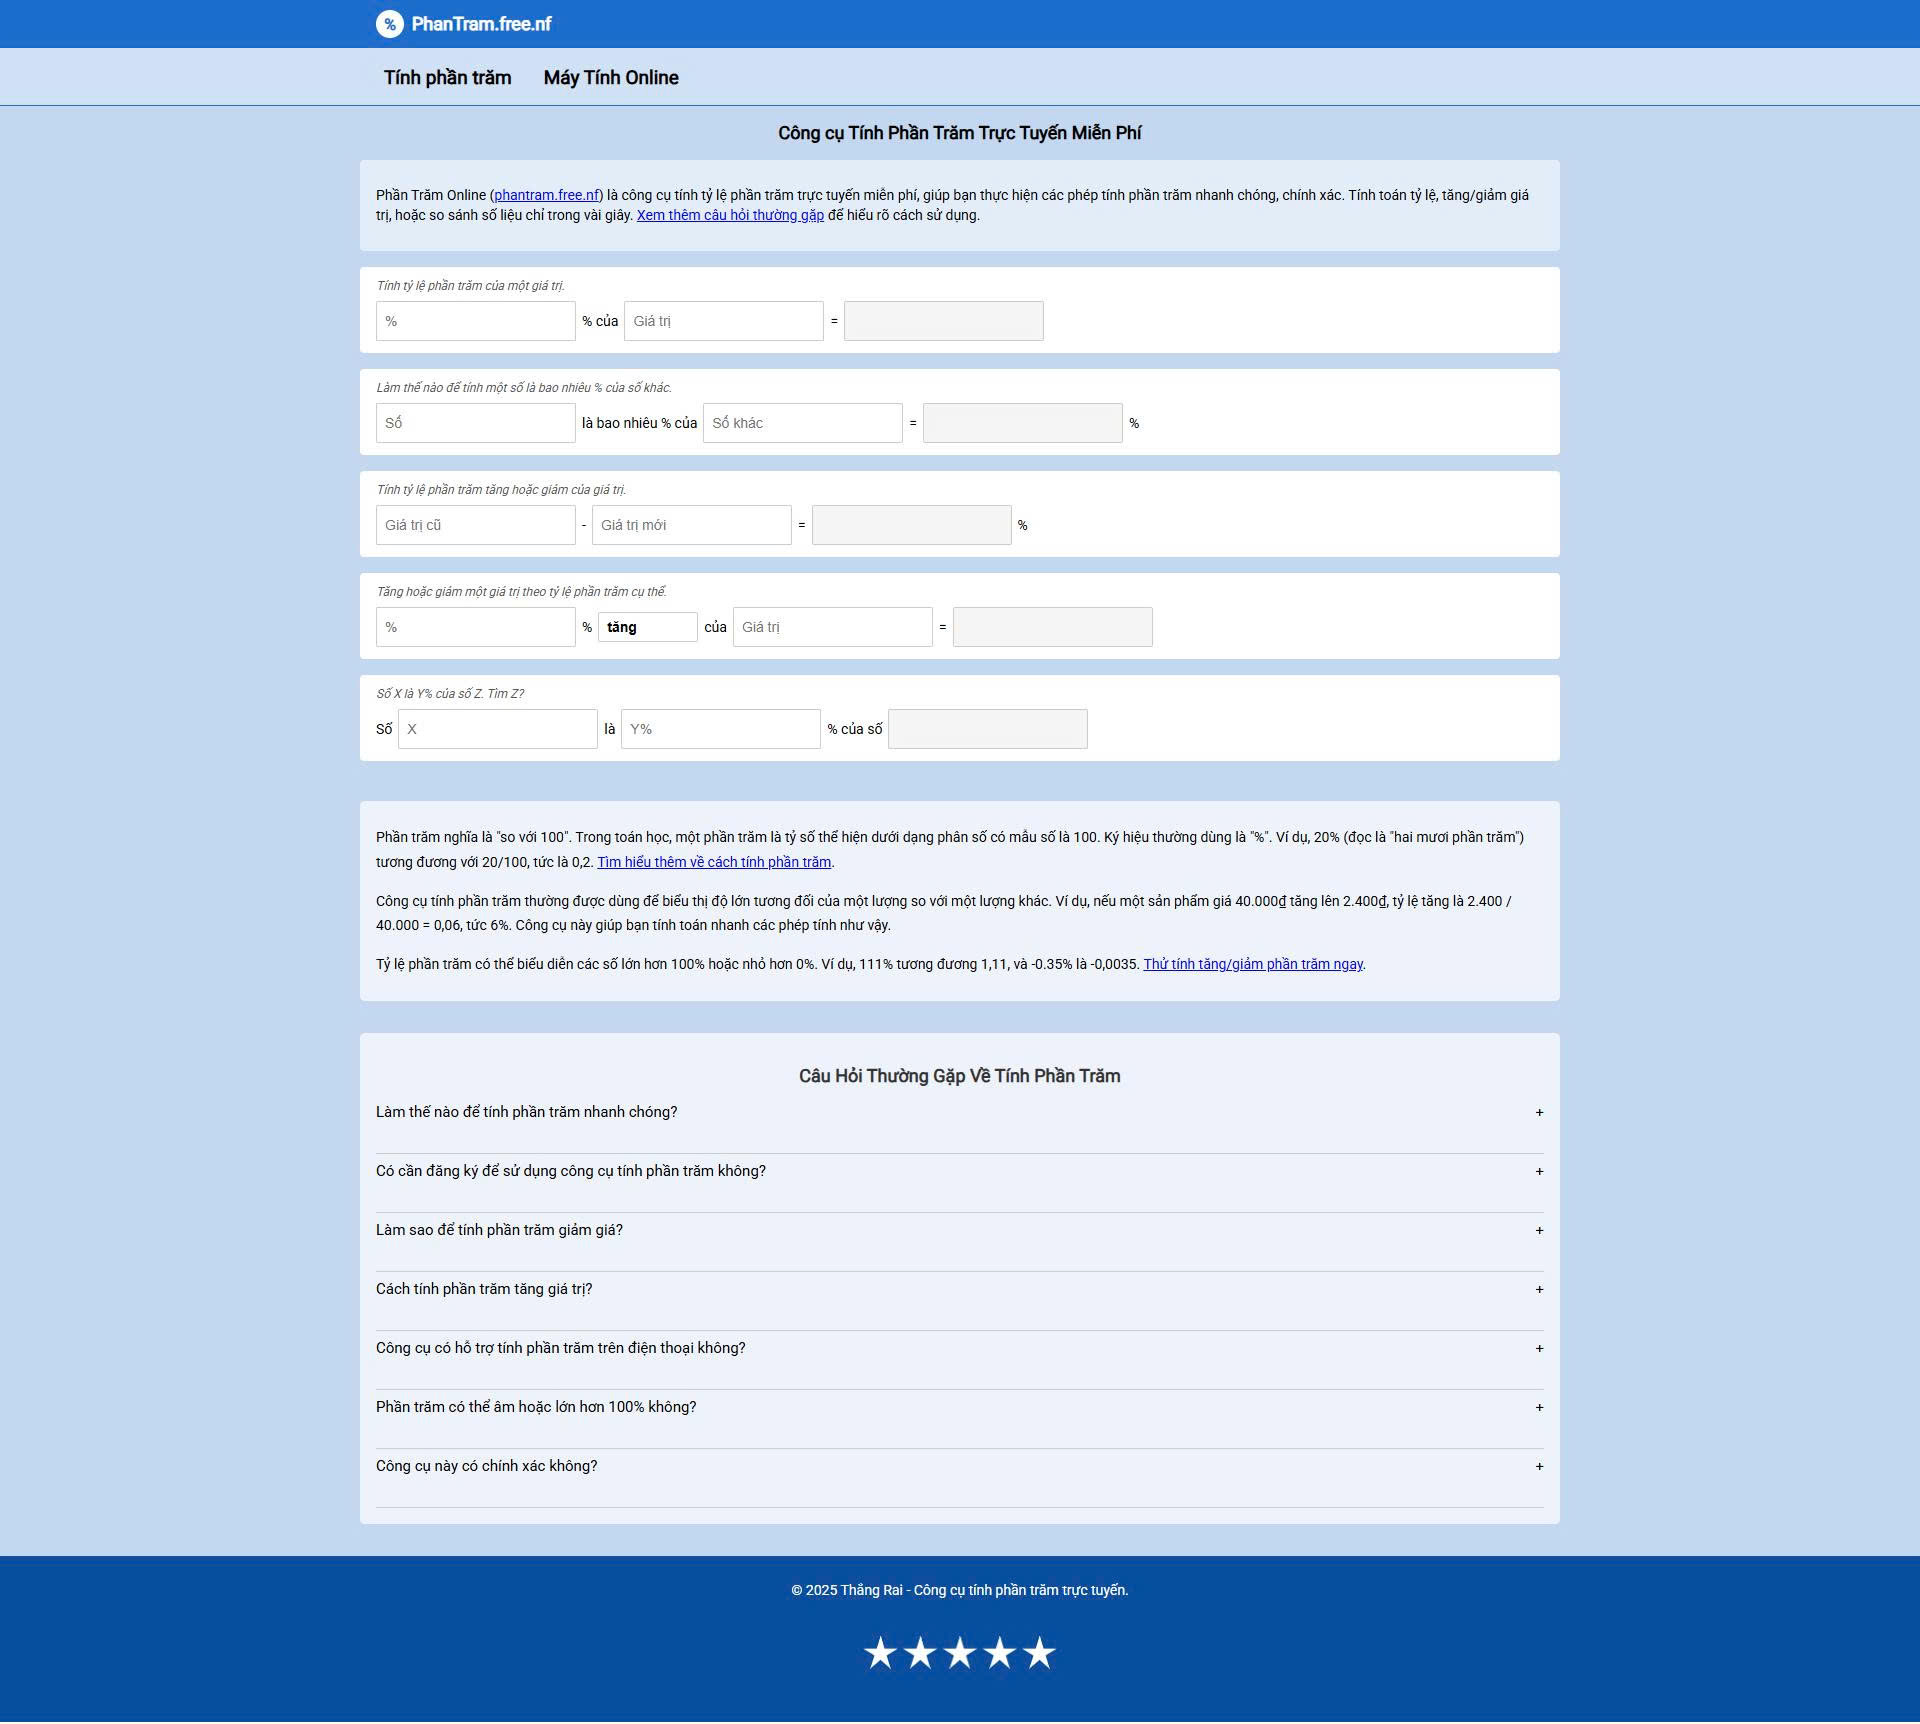 % PhanTram.free.nf
Tính phần trăm Máy Tính Online
Công cụ Tính Phần Trăm Trực Tuyến Miễn Phí
Phần Trăm Online (phantram.free.nf) là công cụ tính tỷ lệ phần trăm trực tuyến miễn phí, giúp bạn thực hiện các phép tính phần trăm nhanh chóng, chính xác. Tính toán tỷ lệ, tăng/giảm giá
trị, hoặc so sánh số liệu chỉ trong vài giây. Xem thêm câu hỏi thường gặp để hiểu rõ cách sử dụng.
Tính tỷ lệ phần trăm của một giá trị.
% % của Giá trị =
Làm thế nào để tính một số là bao nhiêu % của số khác.
Số là bao nhiêu % của Số khác = %
Tính tỷ lệ phần trăm tăng hoặc giảm của giá trị.
Giá trị cũ - Giá trị mới = %
Tăng hoặc giảm một giá trị theo tỷ lệ phần trăm cụ thể.
% % tăng của Giá trị =
Số X là Y% của số Z. Tìm Z?
Số X là Y% % của số
Phần trăm nghĩa là "so với 100". Trong toán học, một phần trăm là tỷ số thể hiện dưới dạng phân số có mẫu số là 100. Ký hiệu thường dùng là "%". Ví dụ, 20% (đọc là "hai mươi phần trăm")
tương đương với 20/100, tức là 0,2. Tìm hiểu thêm về cách tính phần trăm.
Công cụ tính phần trăm thường được dùng để biểu thị độ lớn tương đối của một lượng so với một lượng khác. Ví dụ, nếu một sản phẩm giá 40.000₫ tăng lên 2.400₫, tỷ lệ tăng là 2.400 /
40.000 = 0,06, tức 6%. Công cụ này giúp bạn tính toán nhanh các phép tính như vậy.
Tỷ lệ phần trăm có thể biểu diễn các số lớn hơn 100% hoặc nhỏ hơn 0%. Ví dụ, 111% tương đương 1,11, và -0.35% là -0,0035. Thử tính tăng/giảm phần trăm ngay.
Câu Hỏi Thường Gặp Về Tính Phần Trăm
Làm thế nào để tính phần trăm nhanh chóng? +
Có cần đăng ký để sử dụng công cụ tính phần trăm không? +
Làm sao để tính phần trăm giảm giá? +
Cách tính phần trăm tăng giá trị? +
Công cụ có hỗ trợ tính phần trăm trên điện thoại không? +
Phần trăm có thể âm hoặc lớn hơn 100% không? +
Công cụ này có chính xác không? +
© 2025 Thắng Rai - Công cụ tính phần trăm trực tuyến.
★★★★★